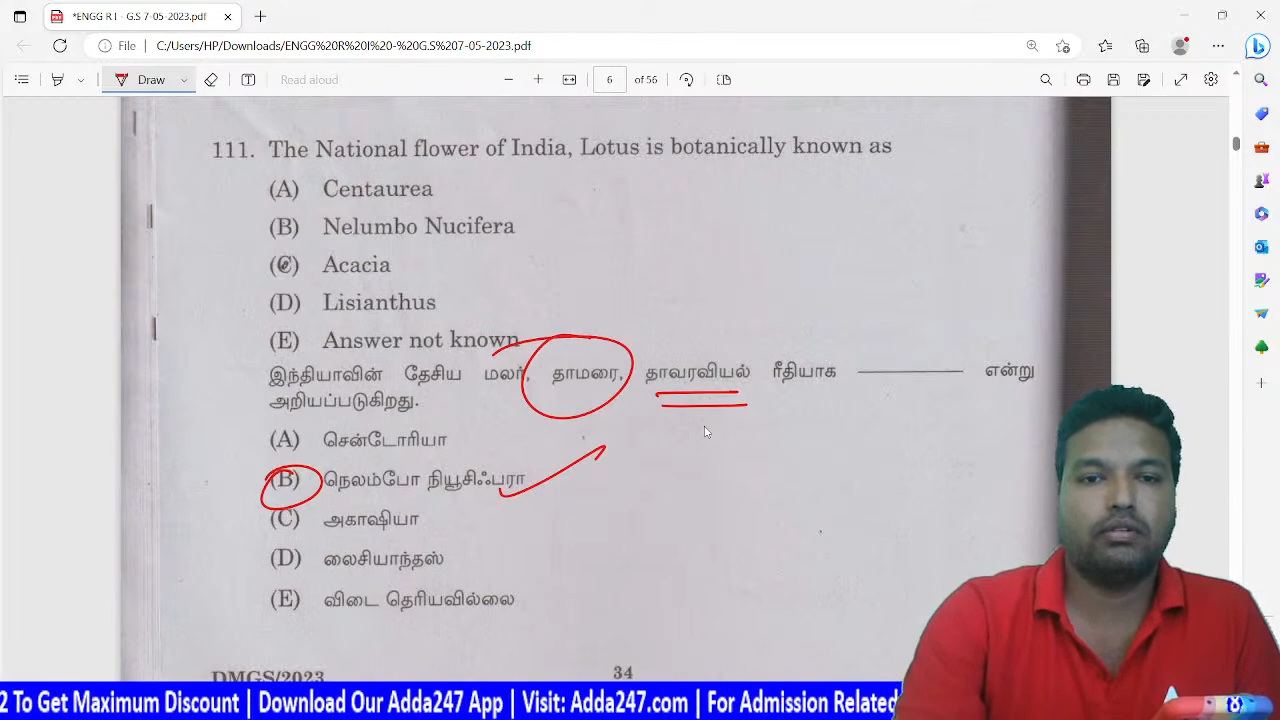 *ENGG R I - G.S 7-05-2023.pdf
File
C:/Users/HP/Downloads/ENGG%20R%20I%20-%20G.S%207-05-2023.pdf
Draw
Read aloud
6
of 56
111. The National flower of India, Lotus is botanically known as
(A) Centaurea
(B) Nelumbo Nucifera
(C) Acacia
(D) Lisianthus
(E) Answer not known
இந்தியாவின் தேசிய மலர், தாமரை, தாவரவியல் ரீதியாக ________ என்று
அறியப்படுகிறது.
(A) சென்டோரியா
(B) நெலம்போ நியூசிஃபரா
(C) அகாஷியா
(D) லைசியாந்தஸ்
(E) விடை தெரியவில்லை
DMGS/2023
34
2 To Get Maximum Discount | Download Our Adda247 App | Visit: Adda247.com | For Admission Related